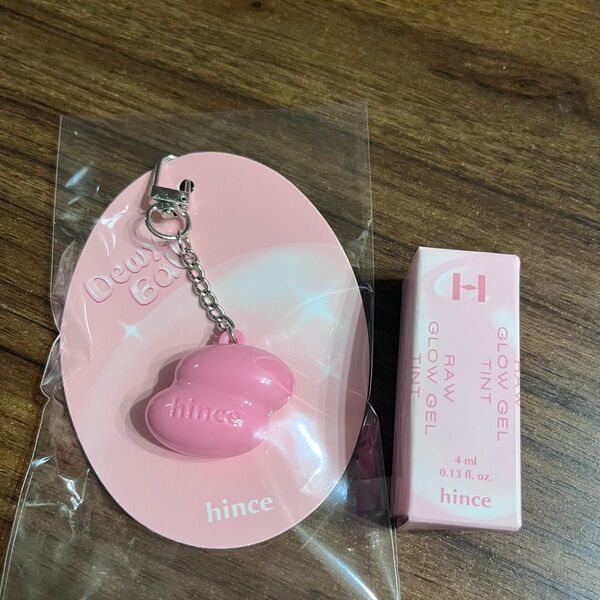 Dewy
hince
hince
H
RAW
GLOW GEL
TINT
RAW
GLOW GEL
TINT
4 ml
0.13 fl. oz.
hince